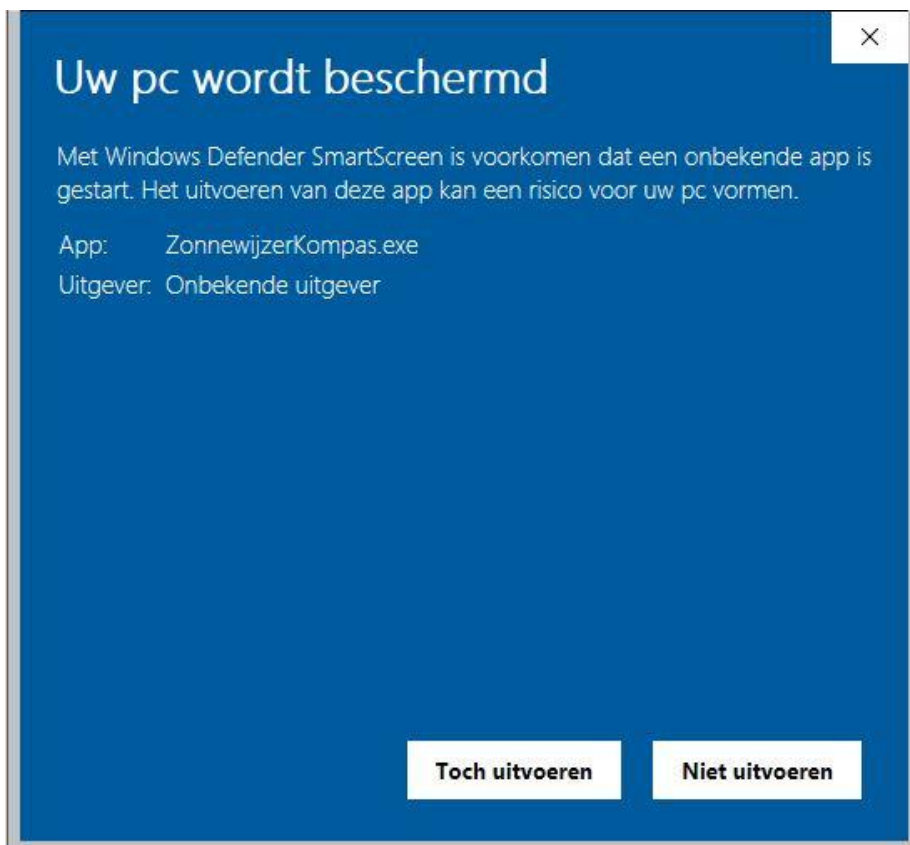 Uw pc wordt beschermd
Met Windows Defender SmartScreen is voorkomen dat een onbekende app is
gestart. Het uitvoeren van deze app kan een risico voor uw pc vormen.
App: ZonnewijzerKompas.exe
Uitgever: Onbekende uitgever
Toch uitvoeren Niet uitvoeren